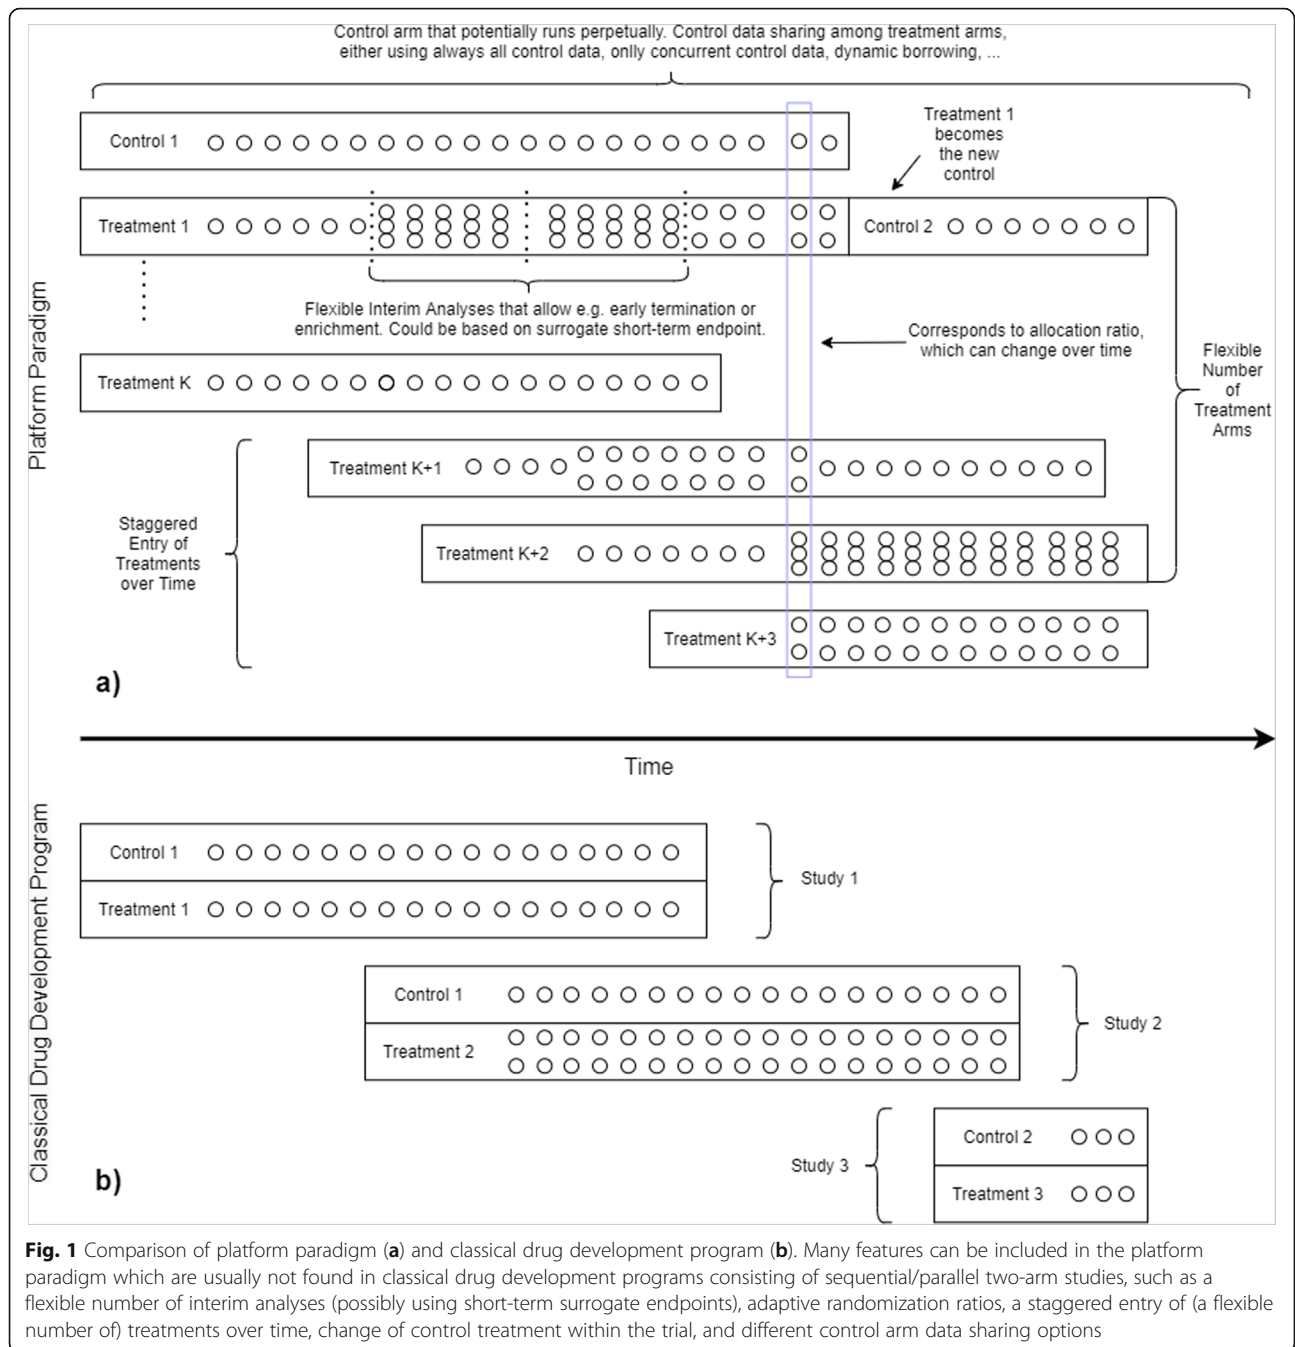 Control arm that potentially runs perpetually. Control data sharing among treatment arms,
either using always all control data, onlly concurrent control data, dynamic borrowing, ...
Control 1
Treatment 1
becomes
the new
control
Treatment 1
Control 2
Flexible Interim Analyses that allow e.g. early termination or
enrichment. Could be based on surrogate short-term endpoint.
Corresponds to allocation ratio,
which can change over time
Flexible
Number
of
Treatment
Arms
Platform Paradigm
Treatment K
Treatment K+1
Staggered
Entry of
Treatments
over Time
Treatment K+2
Treatment K+3
a)
Time
Classical Drug Development Program
Control 1
Treatment 1
Study 1
Control 1
Treatment 2
Study 2
Control 2
Treatment 3
Study 3
b)
Fig. 1 Comparison of platform paradigm (a) and classical drug development program (b). Many features can be included in the platform
paradigm which are usually not found in classical drug development programs consisting of sequential/parallel two-arm studies, such as a
flexible number of interim analyses (possibly using short-term surrogate endpoints), adaptive randomization ratios, a staggered entry of (a flexible
number of) treatments over time, change of control treatment within the trial, and different control arm data sharing options